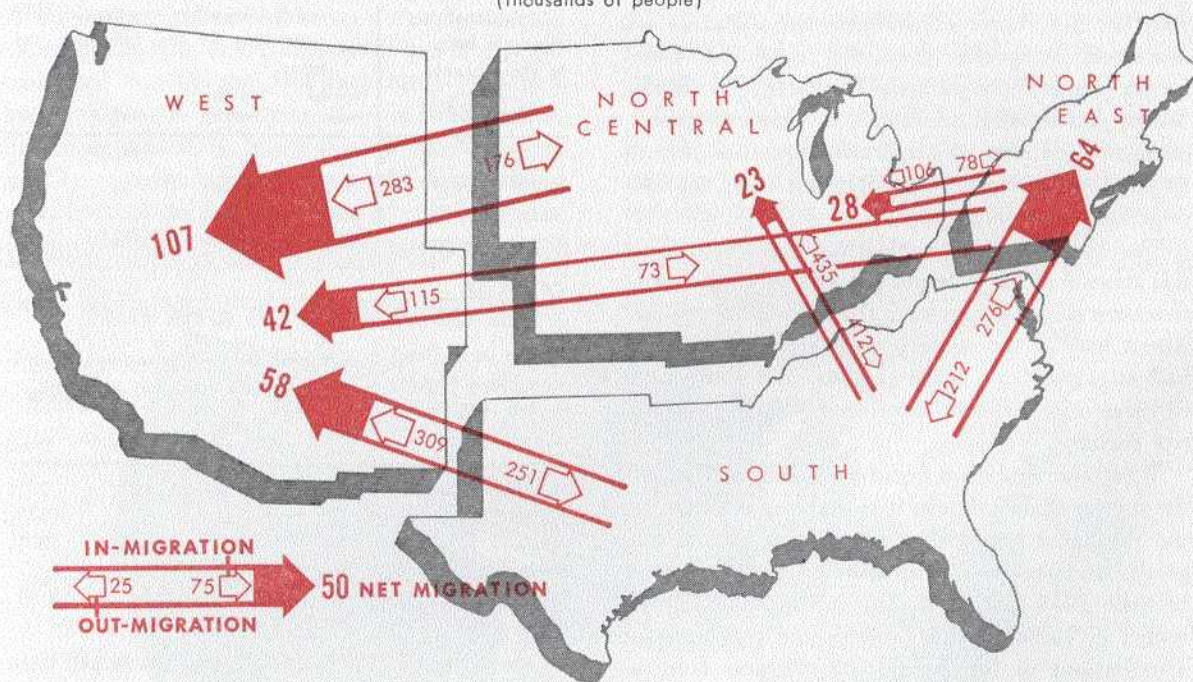 (Thousands of people)
WEST
NORTH
CENTRAL
NORTH
EAST
176
283
107
23
28
106
78
64
73
115
42
435
412
276
212
58
309
251
SOUTH
IN-MIGRATION
25 75
50 NET MIGRATION
OUT-MIGRATION